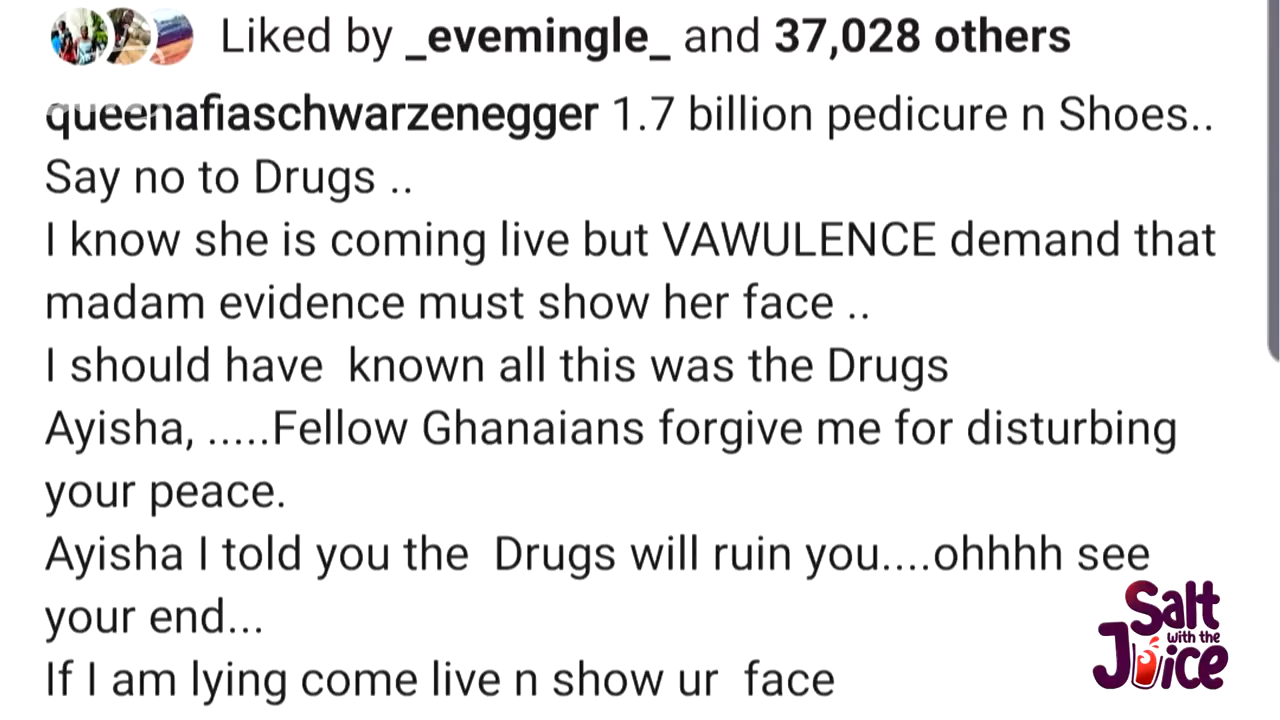 Liked by _evemingle_ and 37,028 others
queenafiaschwarzenegger 1.7 billion pedicure n Shoes..
Say no to Drugs ..
I know she is coming live but VAWULENCE demand that
madam evidence must show her face ..
I should have known all this was the Drugs
Ayisha, .....Fellow Ghanaians forgive me for disturbing
your peace.
Ayisha I told you the Drugs will ruin you....ohhhh see
your end...
If I am lying come live n show ur face
Salt
with the
Juice